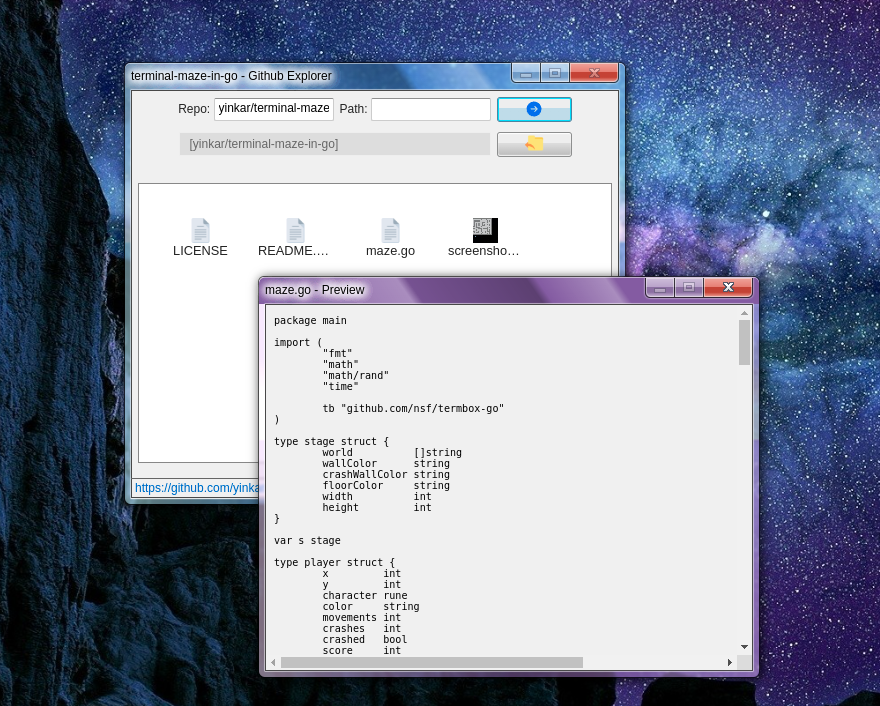 terminal-maze-in-go - Github Explorer
Repo: yinkar/terminal-maze Path:
[yinkar/terminal-maze-in-go]
LICENSE README.… maze.go screensho…
https://github.com/yinka
maze.go - Preview
package main
import (
"fmt"
"math"
"math/rand"
"time"
tb "github.com/nsf/termbox-go"
)
type stage struct {
world []string
wallColor string
crashWallColor string
floorColor string
width int
height int
}
var s stage
type player struct {
x int
y int
character rune
color string
movements int
crashes int
crashed bool
score int